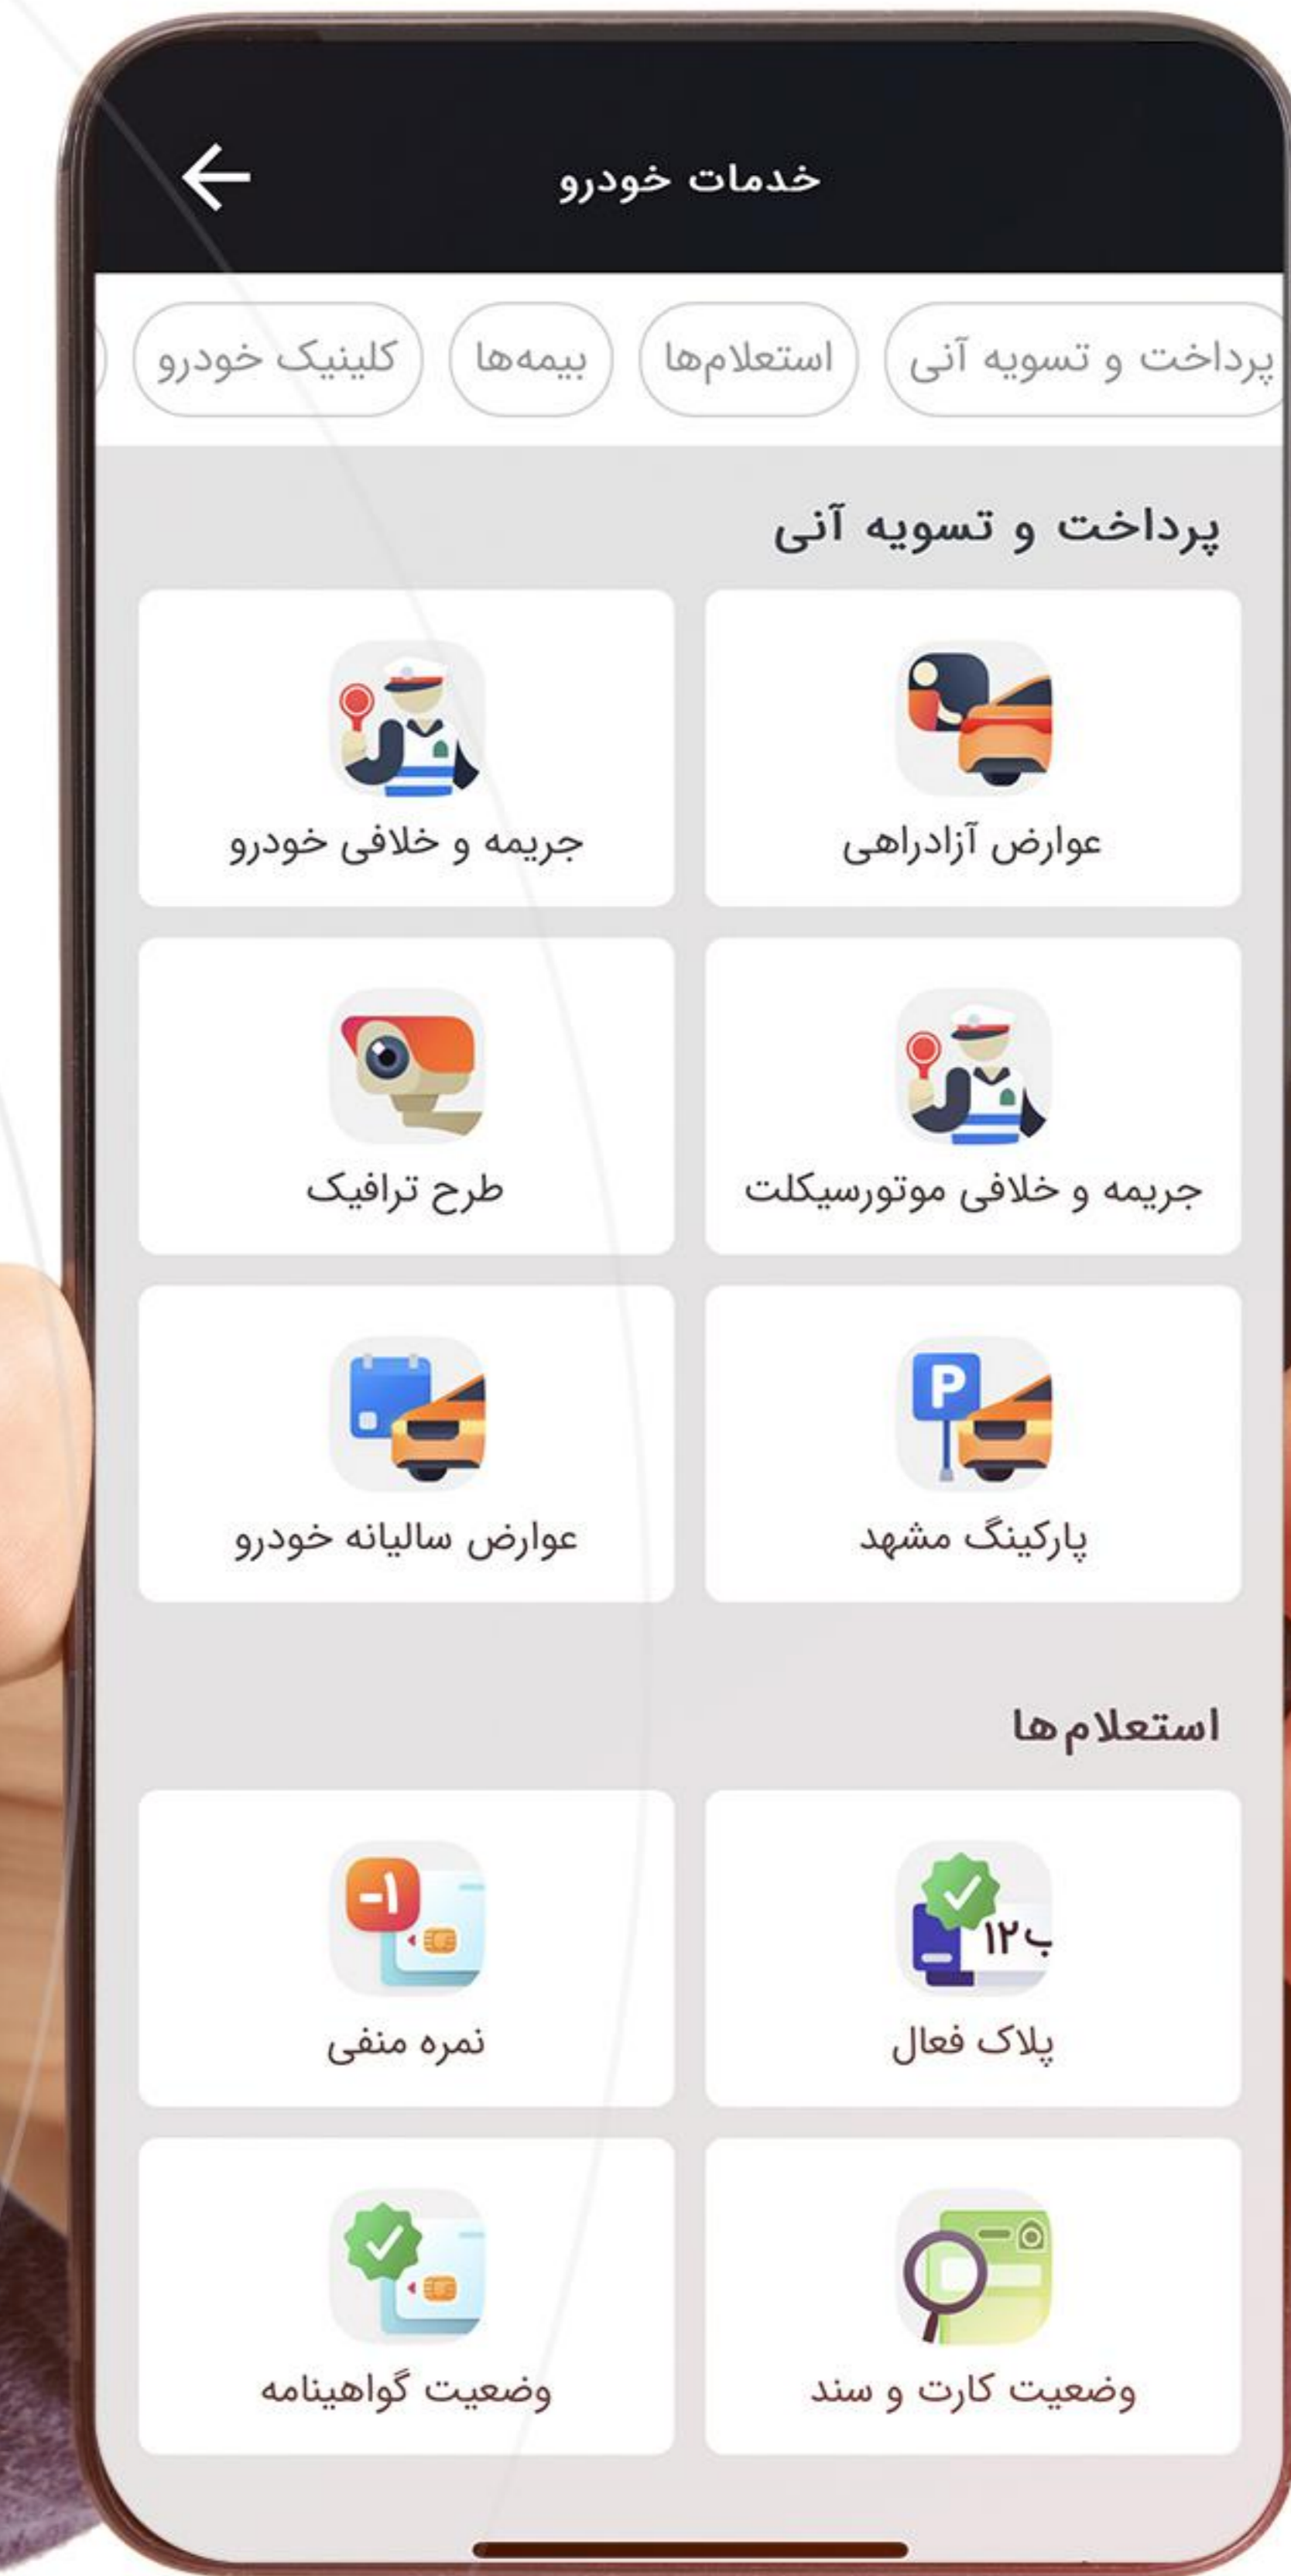 خدمات خودرو
پرداخت و تسویه آنی
استعلام‌ها
بیمه‌ها
کلینیک خودرو
پرداخت و تسویه آنی
عوارض آزادراهی
جریمه و خلافی خودرو
جریمه و خلافی موتورسیکلت
طرح ترافیک
P
پارکینگ مشهد
عوارض سالیانه خودرو
استعلام‌ها
۱۲ب
پلاک فعال
-۱
نمره منفی
وضعیت کارت و سند
وضعیت گواهینامه